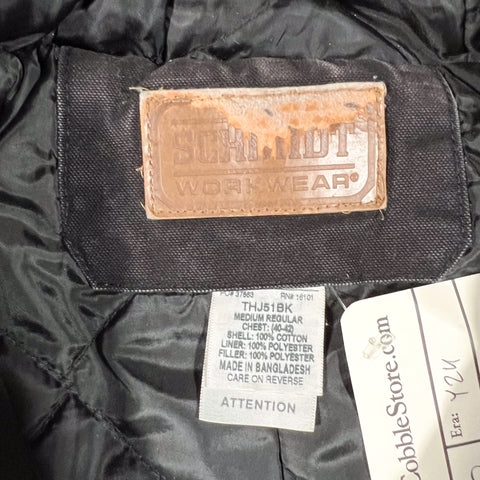 SCHMIDT
WORKWEAR®
PC# 37863 RN# 16101
THJ51BK
MEDIUM REGULAR
CHEST: (40-42)
SHELL: 100% COTTON
LINER: 100% POLYESTER
FILLER: 100% POLYESTER
MADE IN BANGLADESH
CARE ON REVERSE
ATTENTION
CobbleStore.com
Era: Y2K